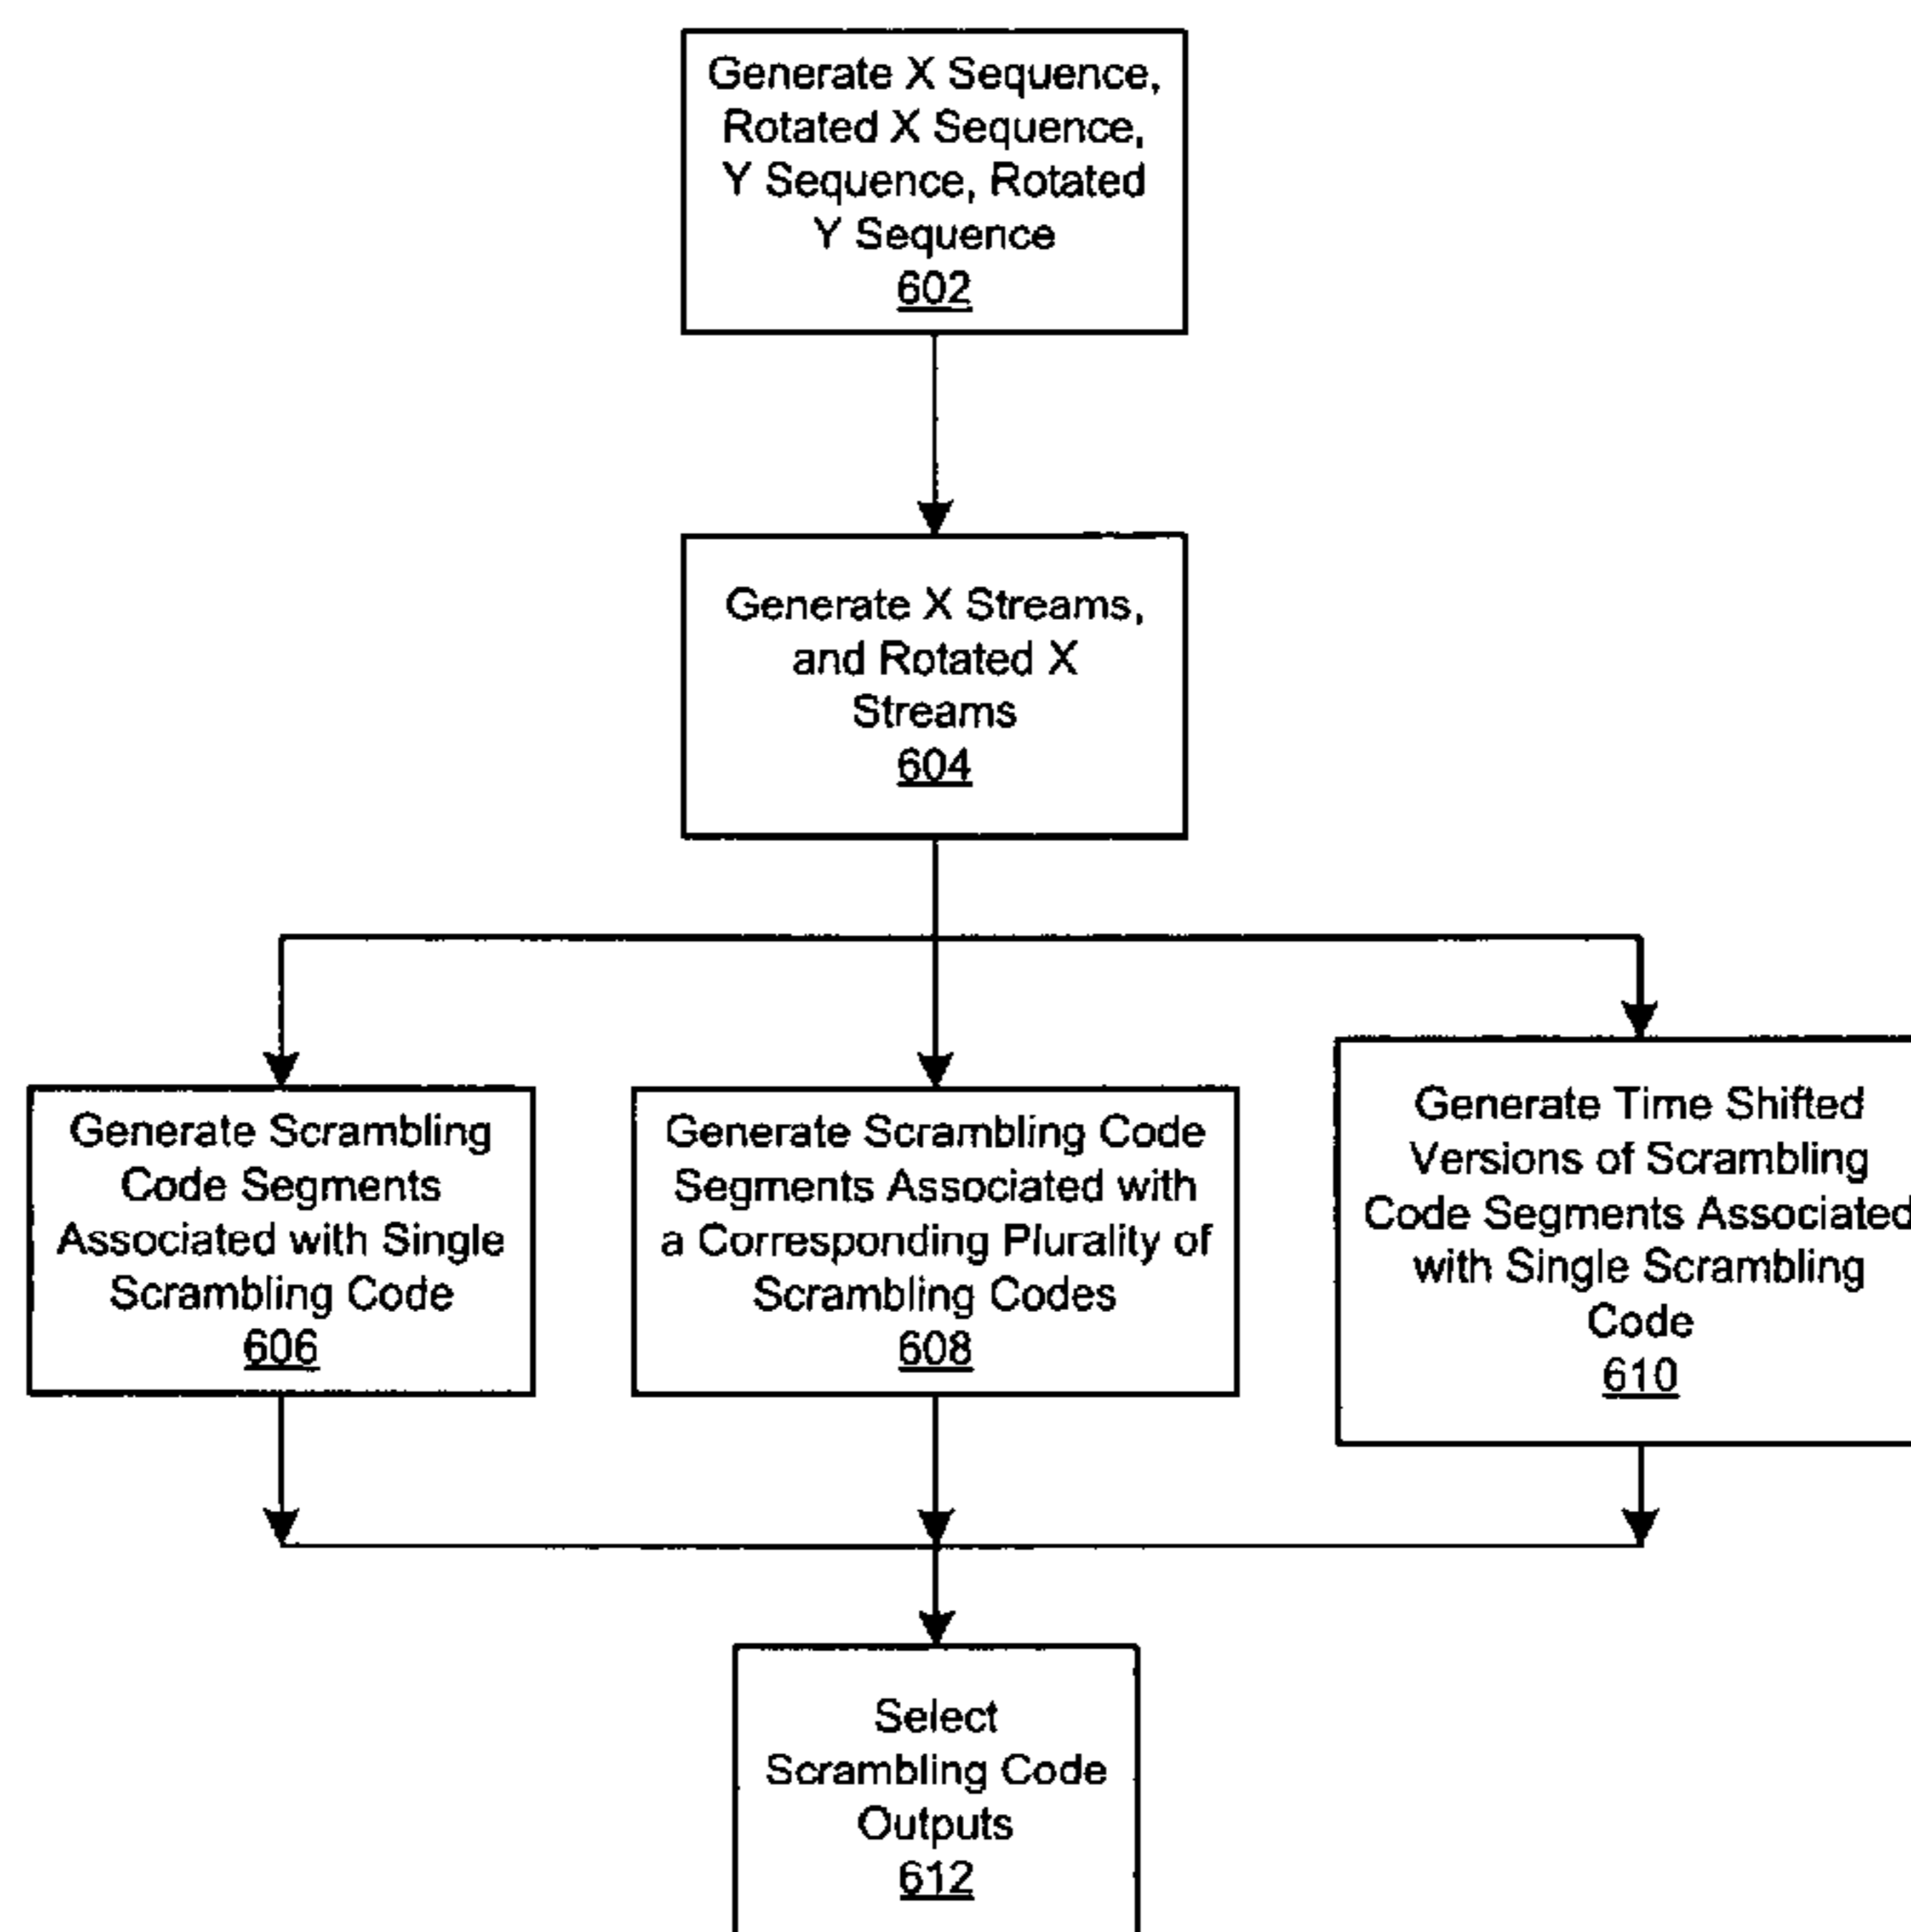 Generate X Sequence,
Rotated X Sequence,
Y Sequence, Rotated
Y Sequence
602
Generate X Streams,
and Rotated X
Streams
604
Generate Scrambling
Code Segments
Associated with Single
Scrambling Code
606
Generate Scrambling Code
Segments Associated with
a Corresponding Plurality of
Scrambling Codes
608
Generate Time Shifted
Versions of Scrambling
Code Segments Associated
with Single Scrambling
Code
610
Select
Scrambling Code
Outputs
612